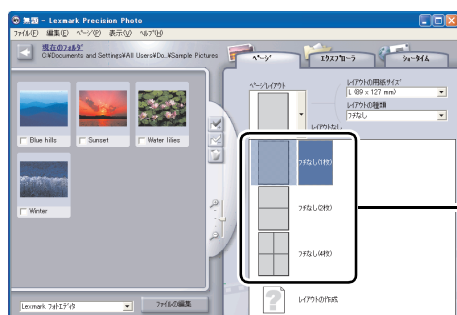 無題 - Lexmark Precision Photo
ファイル(F) 編集(E) ページ(P) 表示(V) ヘルプ(H)
現在のフォルダ
C:¥Documents and Settings¥All Users¥Do..¥Sample Pictures
ページ
エクスプローラ
ショータイム
ページレイアウト
レイアウトの用紙サイズ
L (89 x 127 mm)
レイアウトの種類
フチなし
レイアウトなし
Blue hills
Sunset
Water lilies
Winter
フチなし(1枚)
フチなし(2枚)
フチなし(4枚)
レイアウトの作成
Lexmark フォトエディタ
ファイルの編集